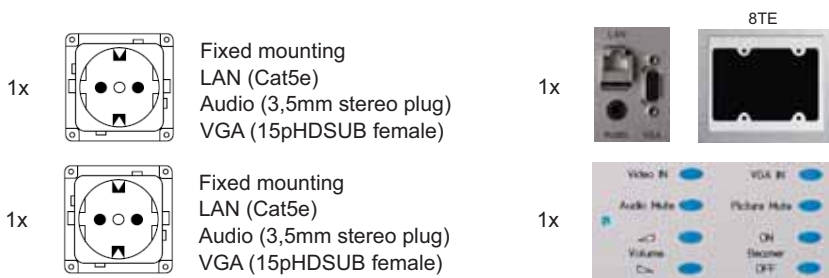 8TE
1x
Fixed mounting
LAN (Cat5e)
Audio (3,5mm stereo plug)
VGA (15pHDSUB female)
1x
LAN
AUDIO VGA
1x
Fixed mounting
LAN (Cat5e)
Audio (3,5mm stereo plug)
VGA (15pHDSUB female)
1x
Video IN VGA IN
Audio Mute Picture Mute
ON
Volume Beamer
OFF